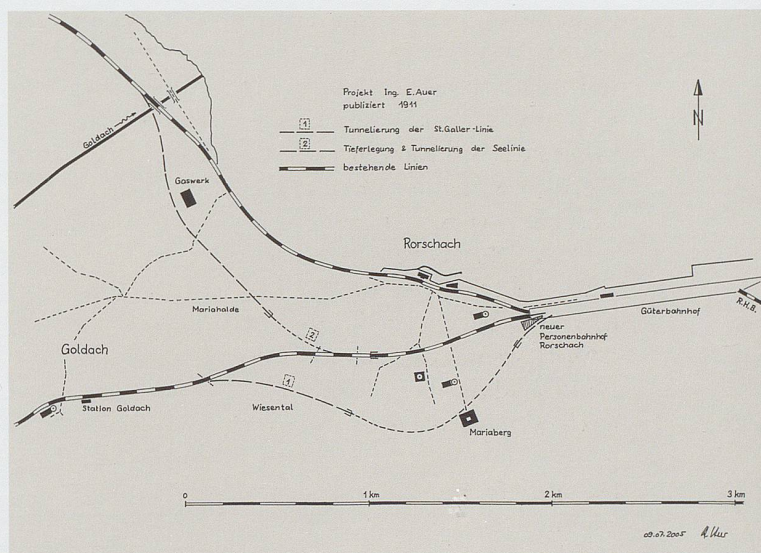 Projekt Ing. E. Auer
publiziert 1911
1
Tunnelierung der St.Galler-Linie
2
Tieferlegung & Tunnelierung der Seelinie
bestehende Linien
N
Goldach
Gaswerk
Rorschach
Güterbahnhof
R.H.B.
Mariahalde
neuer
Personenbahnhof
Rorschach
2
Goldach
1
Station Goldach
Wiesental
Mariaberg
0
1 km
2 km
3 km
09.07.2005